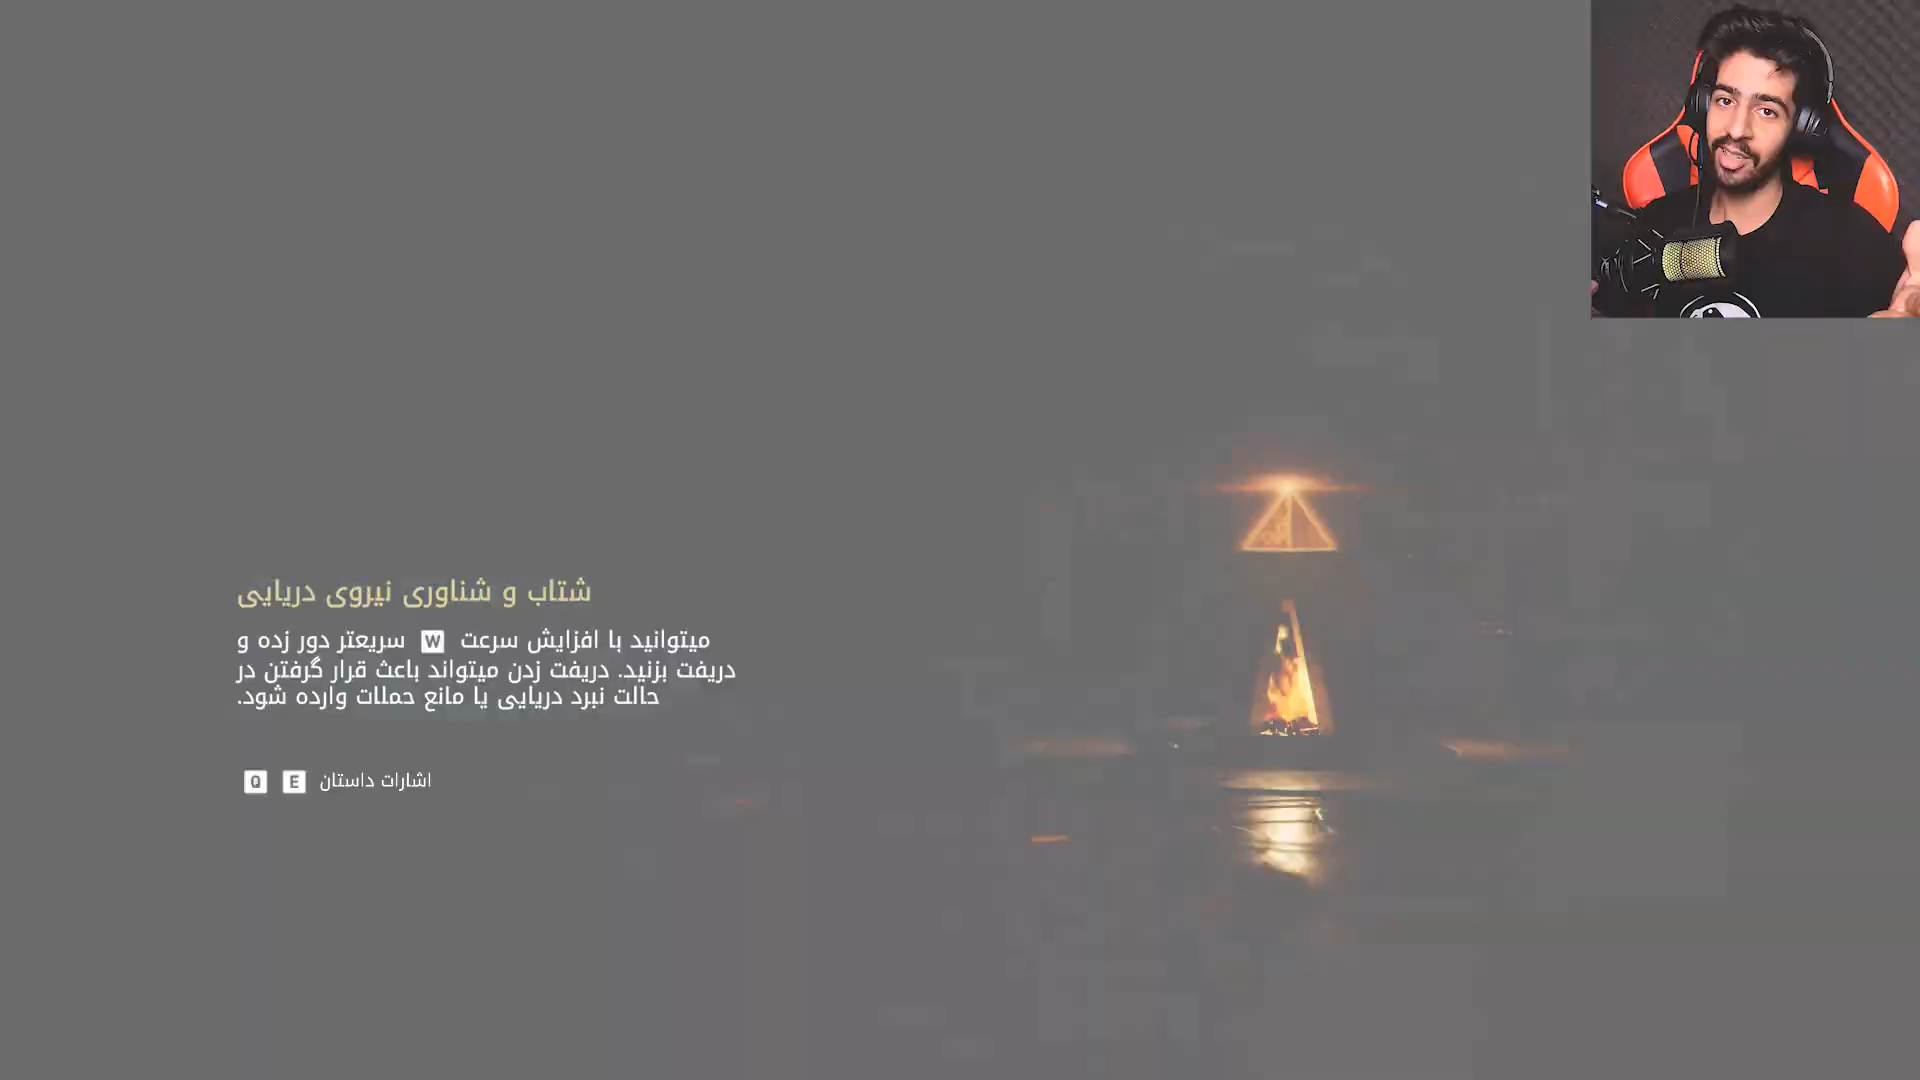 شتاب و شناوری نیروی دریایی
میتوانید با افزایش سرعت W سریعتر دور زده و
دریفت بزنید. دریفت زدن میتواند باعث قرار گرفتن در
حالت نبرد دریایی یا مانع حملات وارده شود.
Q E اشارات داستان